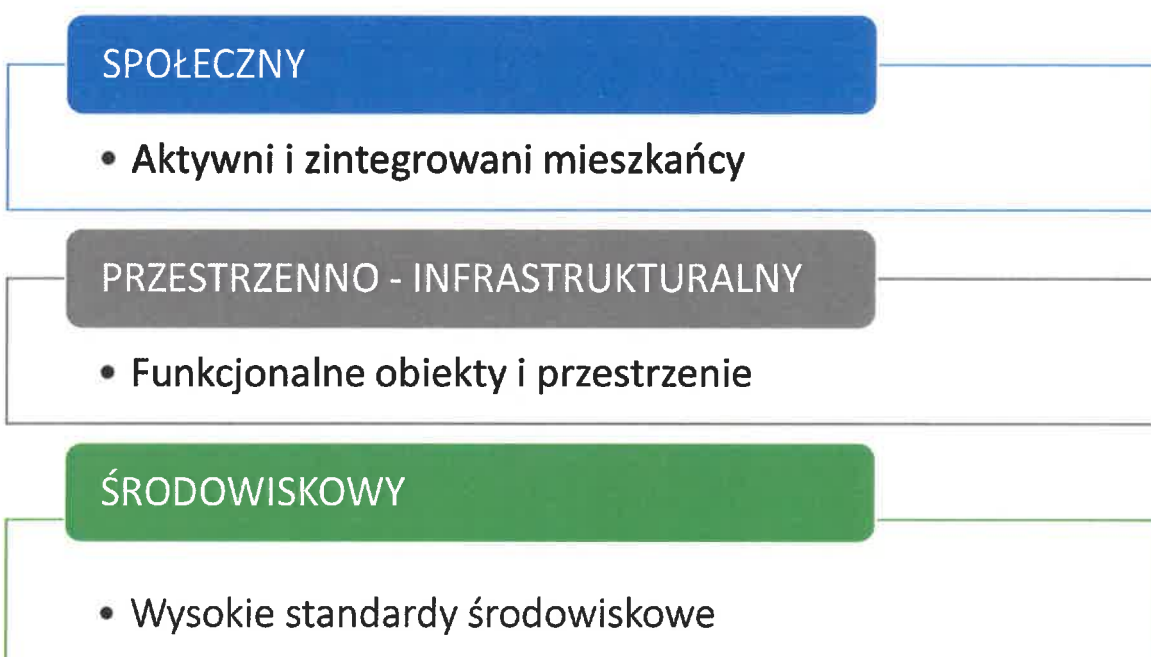 SPOŁECZNY
• Aktywni i zintegrowani mieszkańcy
PRZESTRZENNO - INFRASTRUKTURALNY
• Funkcjonalne obiekty i przestrzenie
ŚRODOWISKOWY
• Wysokie standardy środowiskowe